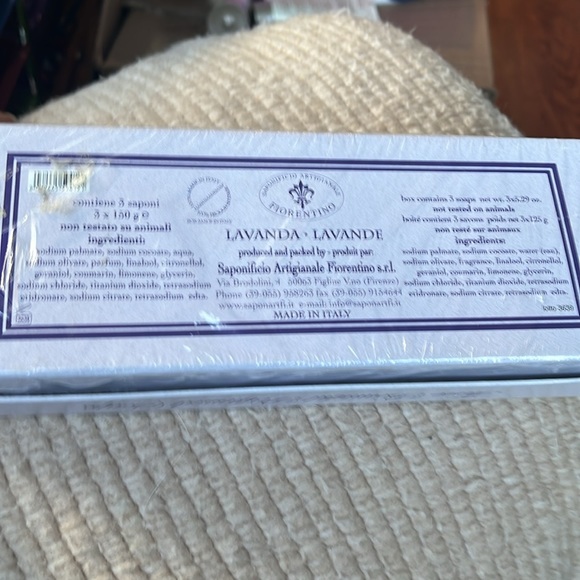 contiene 3 saponi
3 x 150 g e
non testato su animali
ingredienti:
sodium palmate, sodium cocoate, aqua,
sodium olivate, parfum, linalool, citronellol,
geraniol, coumarin, limonene, glycerin,
sodium chloride, titanium dioxide, tetrasodium
etidronate, sodium citrate, tetrasodium edta.
SAPONIFICIO ARTIGIANALE
FIORENTINO
LAVANDA · LAVANDE
produced and packed by - produit par:
Saponificio Artigianale Fiorentino s.r.l.
Via Brodolini, 4 50063 Figline V.no (Firenze)
Phone (39-055) 958263 fax (39-055) 9154644
www.saponartfi.it e-mail: info@saponartfi.it
MADE IN ITALY
box contains 3 soaps net wt. 3x5.29 oz.
not tested on animals
boîte contient 3 savons poids net 3x125 g
non testé sur animaux
ingredients:
sodium palmate, sodium cocoate, water (eau),
sodium olivate, fragrance, linalool, citronellol,
geraniol, coumarin, limonene, glycerin,
sodium chloride, titanium dioxide, tetrasodium
etidronate, sodium citrate, tetrasodium edta.